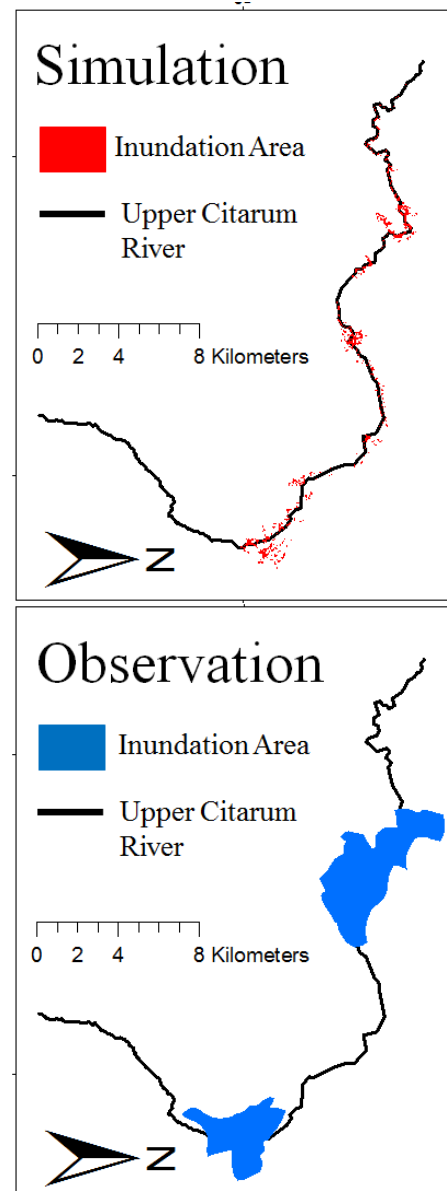 Simulation
Inundation Area
Upper Citarum
River
0 2 4 8 Kilometers
N
Observation
Inundation Area
Upper Citarum
River
0 2 4 8 Kilometers
N